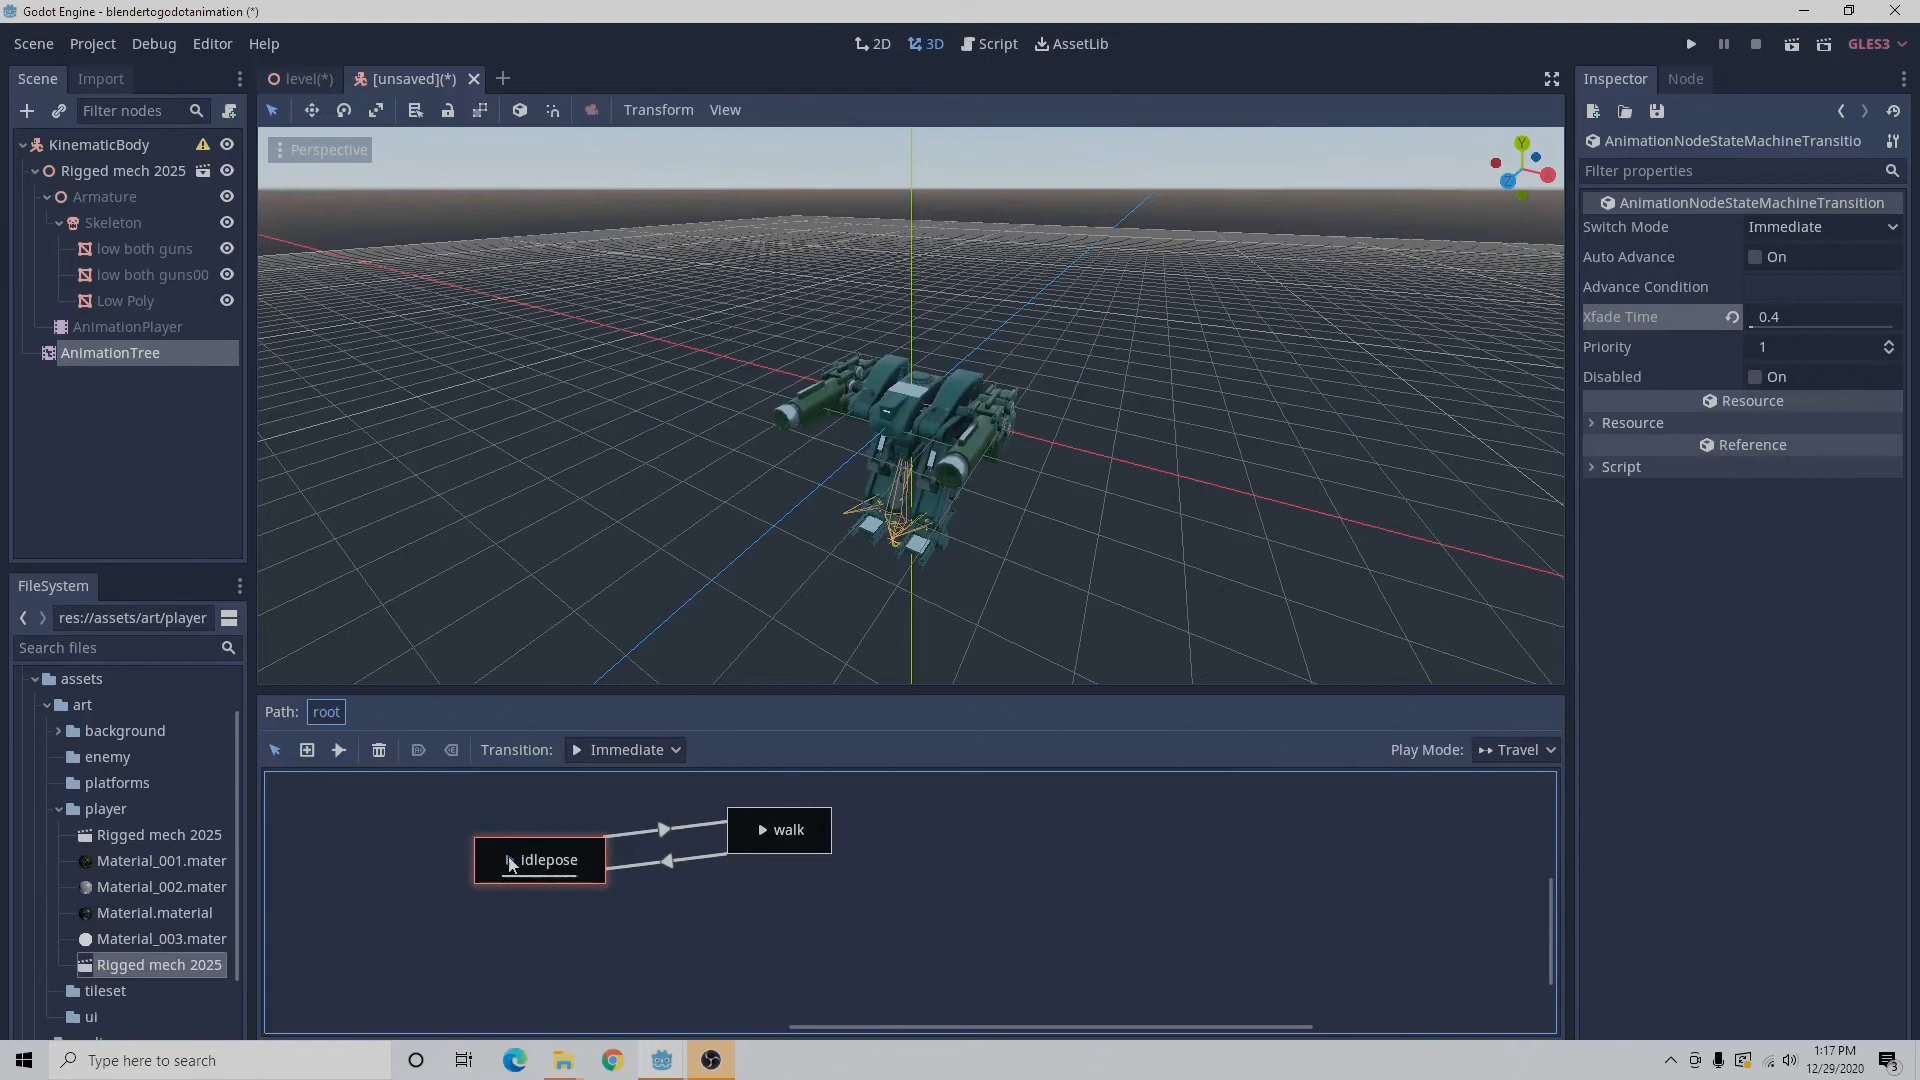 Godot Engine - blendertogodotanimation (*)
Scene Project Debug Editor Help
2D 3D Script AssetLib
GLES3
Scene Import
level(*) [unsaved](*)
Inspector Node
Filter nodes
Transform View
KinematicBody
Rigged mech 2025
Armature
Skeleton
low both guns
low both guns00
Low Poly
AnimationPlayer
AnimationTree
Perspective
Y
X
Z
AnimationNodeStateMachineTransitio
Filter properties
AnimationNodeStateMachineTransition
Switch Mode Immediate
Auto Advance On
Advance Condition
Xfade Time 0.4
Priority 1
Disabled On
Resource
Resource
Reference
Script
FileSystem
res://assets/art/player
Search files
assets
art
background
enemy
platforms
player
Rigged mech 2025
Material_001.mater
Material_002.mater
Material.material
Material_003.mater
Rigged mech 2025
tileset
ui
Path: root
Transition: Immediate
Play Mode: Travel
walk
idlepose
Type here to search
1:17 PM
12/29/2020
3